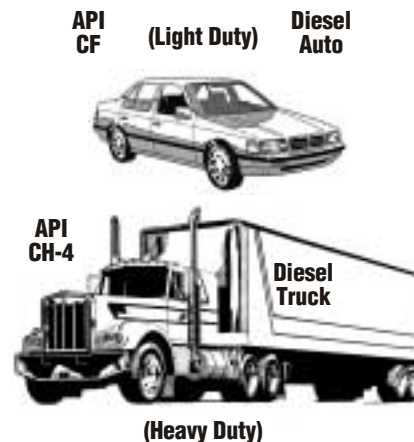 API
CF
(Light Duty)
Diesel
Auto
API
CH-4
Diesel
Truck
(Heavy Duty)